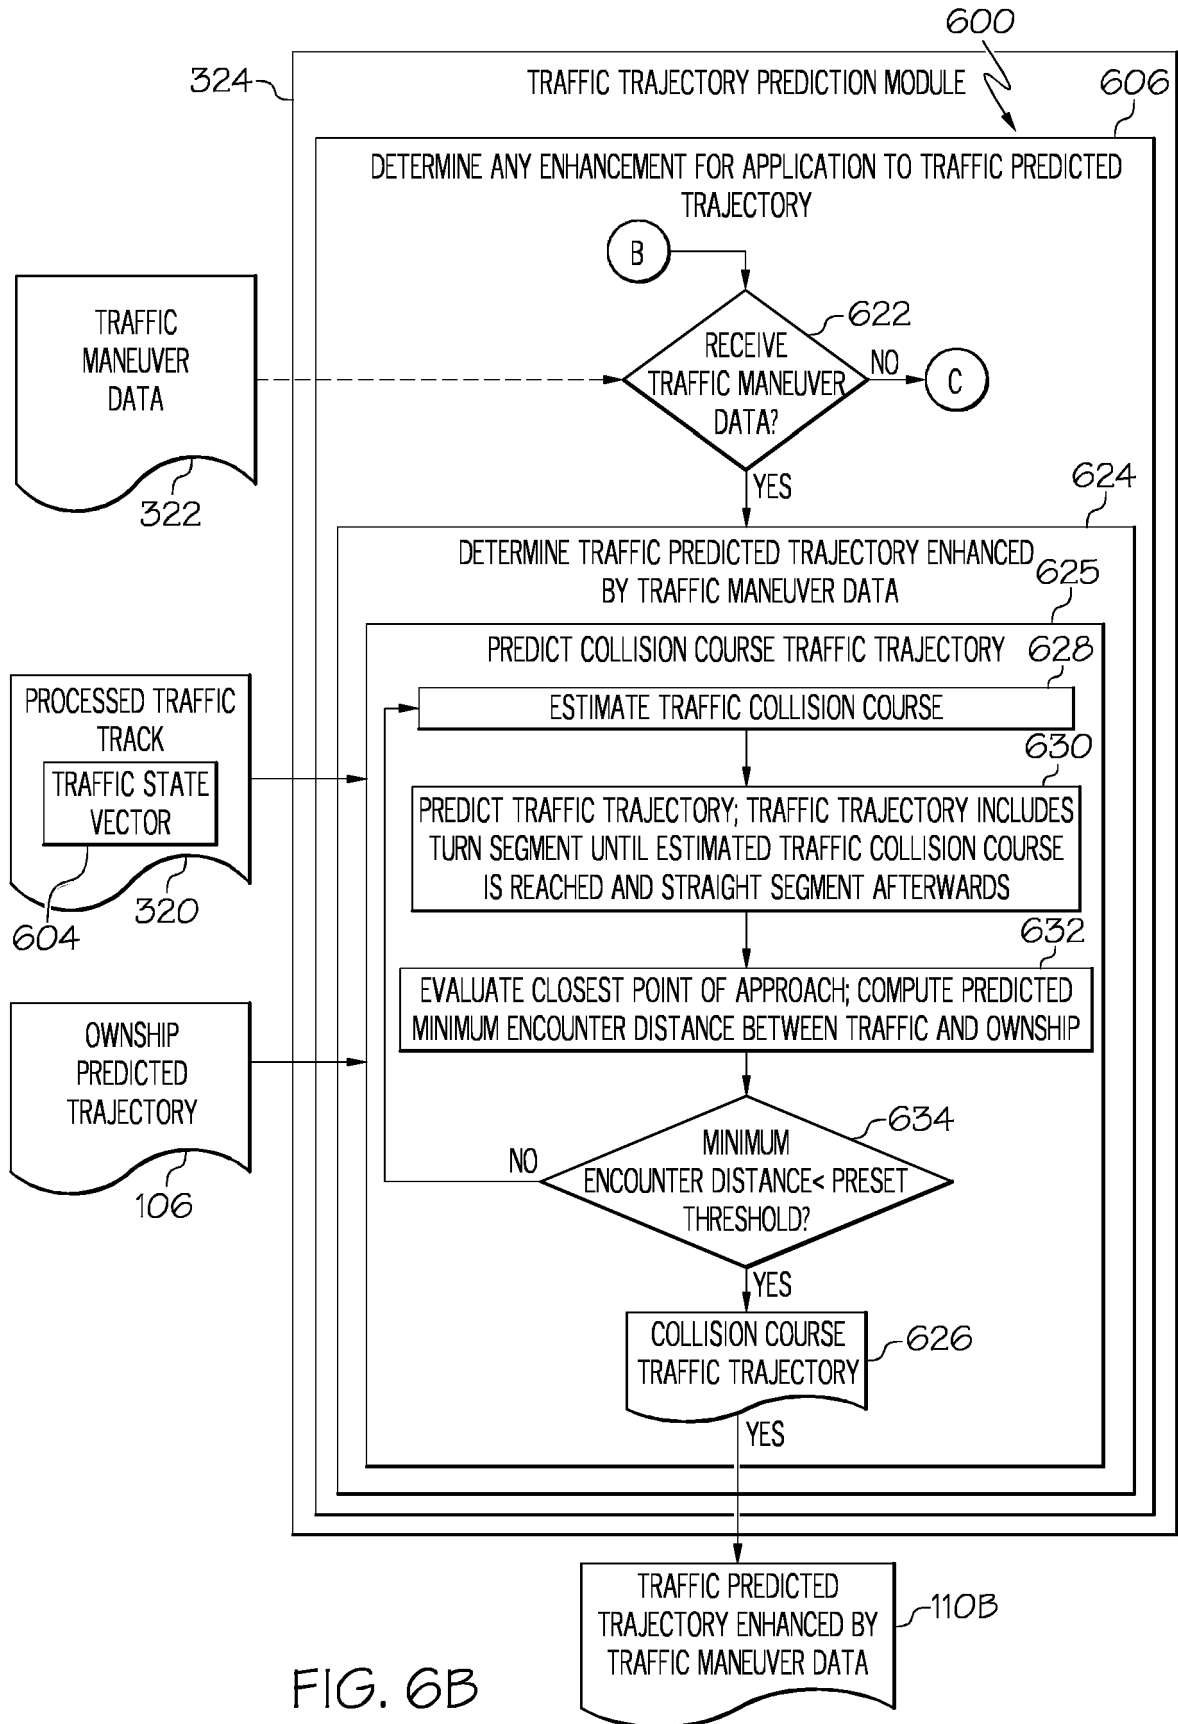 600
324
TRAFFIC TRAJECTORY PREDICTION MODULE
606
DETERMINE ANY ENHANCEMENT FOR APPLICATION TO TRAFFIC PREDICTED
TRAJECTORY
B
622
TRAFFIC
MANEUVER
DATA
322
RECEIVE
TRAFFIC MANEUVER
DATA?
NO
C
YES
624
DETERMINE TRAFFIC PREDICTED TRAJECTORY ENHANCED
BY TRAFFIC MANEUVER DATA
625
PREDICT COLLISION COURSE TRAFFIC TRAJECTORY
628
ESTIMATE TRAFFIC COLLISION COURSE
PROCESSED TRAFFIC
TRACK
TRAFFIC STATE
VECTOR
320
604
630
PREDICT TRAFFIC TRAJECTORY; TRAFFIC TRAJECTORY INCLUDES
TURN SEGMENT UNTIL ESTIMATED TRAFFIC COLLISION COURSE
IS REACHED AND STRAIGHT SEGMENT AFTERWARDS
632
EVALUATE CLOSEST POINT OF APPROACH; COMPUTE PREDICTED
MINIMUM ENCOUNTER DISTANCE BETWEEN TRAFFIC AND OWNSHIP
OWNSHIP
PREDICTED
TRAJECTORY
106
634
NO
MINIMUM
ENCOUNTER DISTANCE< PRESET
THRESHOLD?
YES
COLLISION COURSE
TRAFFIC TRAJECTORY
626
YES
TRAFFIC PREDICTED
TRAJECTORY ENHANCED BY
TRAFFIC MANEUVER DATA
110B
FIG. 6B